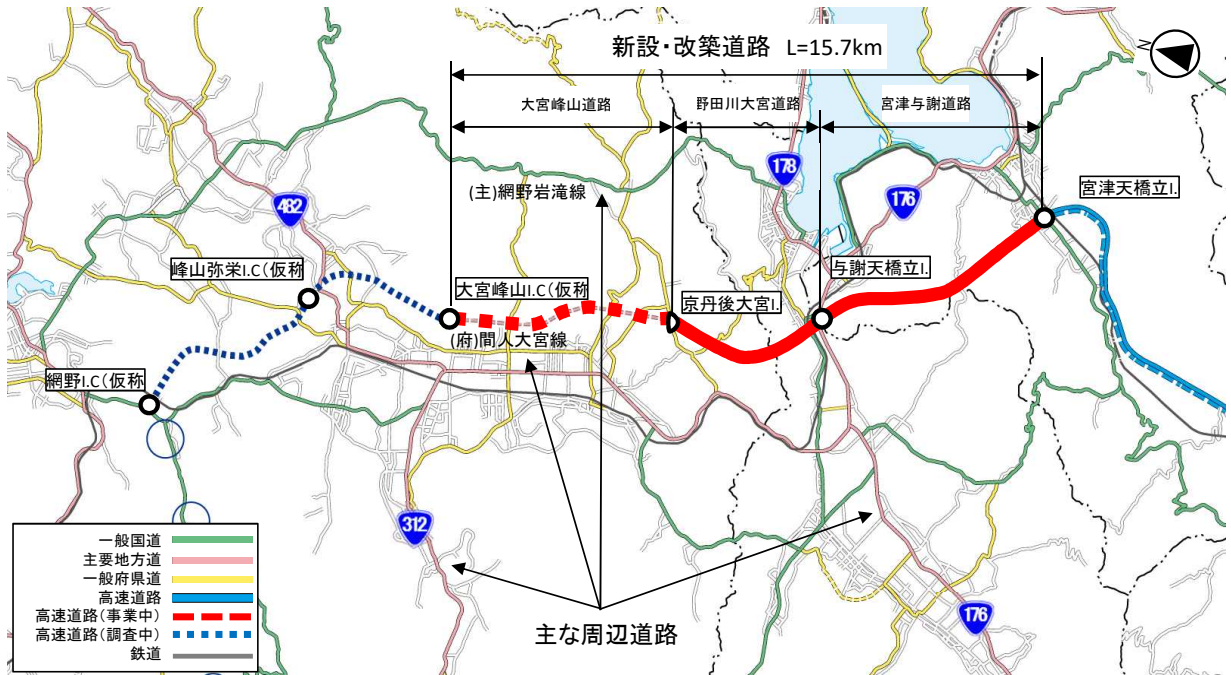 新設・改築道路 L=15.7km
N
大宮峰山道路
野田川大宮道路
宮津与謝道路
178
(主)網野岩滝線
宮津天橋立I.
482
176
峰山弥栄I.C(仮称
与謝天橋立I.
大宮峰山I.C(仮称
京丹後大宮I.
(府)間人大宮線
網野I.C(仮称
312
176
主な周辺道路
一般国道
主要地方道
一般府県道
高速道路
高速道路(事業中)
高速道路(調査中)
鉄道